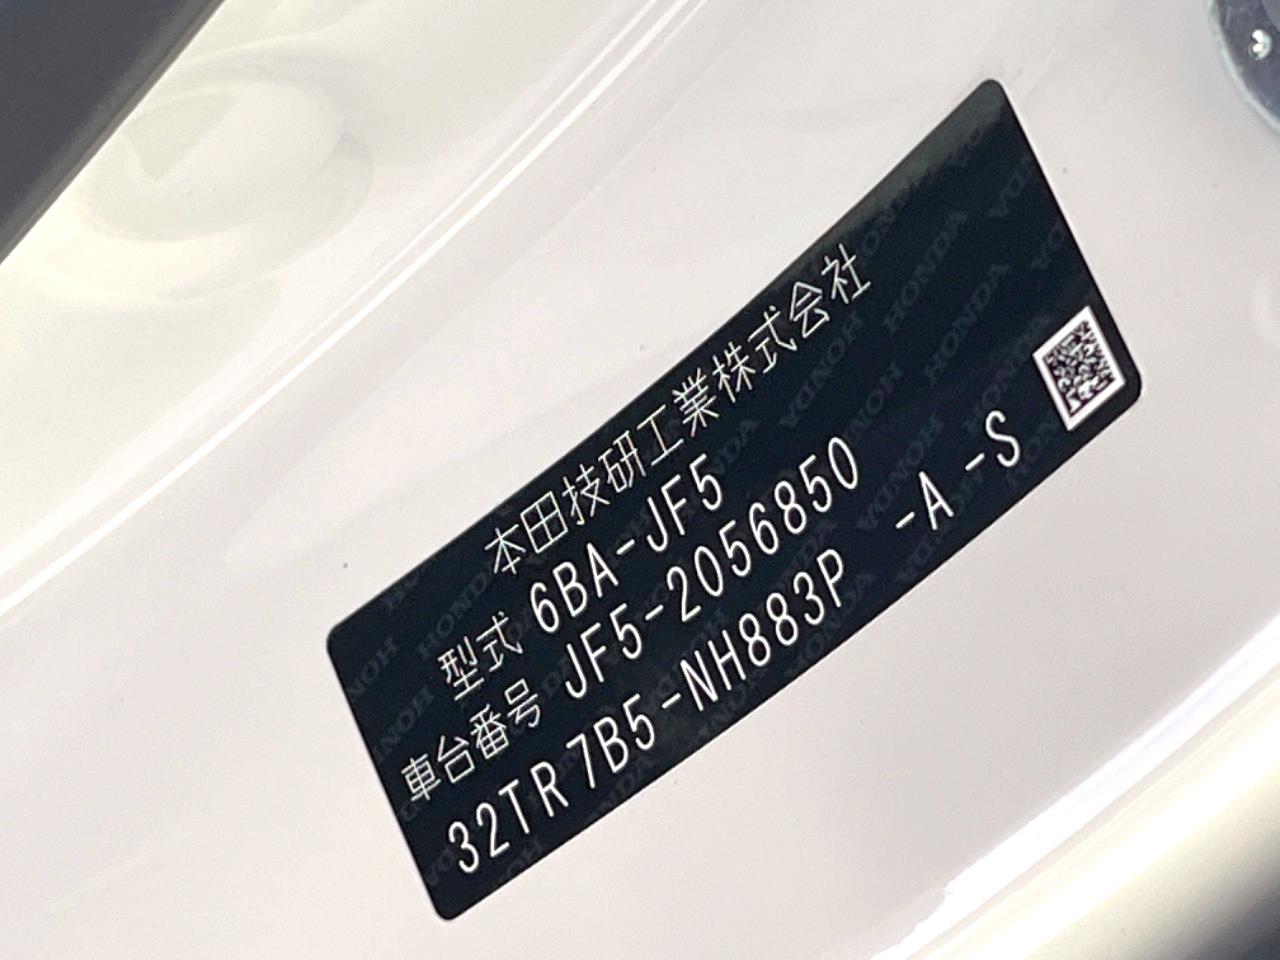 本田技研工業株式会社
型式 6BA-JF5
車台番号 JF5-2056850
32TR 7B5-NH883P -A -S